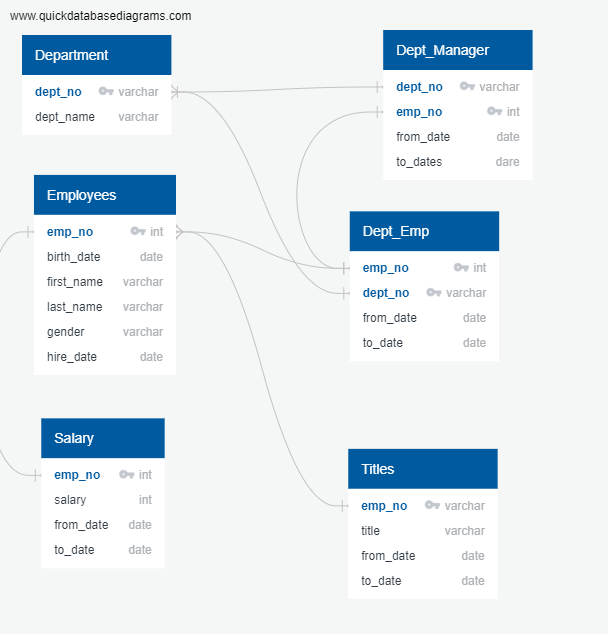 www.quickdatabasediagrams.com
Department
dept_no varchar
dept_name varchar
Dept_Manager
dept_no varchar
emp_no int
from_date date
to_dates dare
Employees
emp_no int
birth_date date
first_name varchar
last_name varchar
gender varchar
hire_date date
Dept_Emp
emp_no int
dept_no varchar
from_date date
to_date date
Salary
emp_no int
salary int
from_date date
to_date date
Titles
emp_no varchar
title varchar
from_date date
to_date date